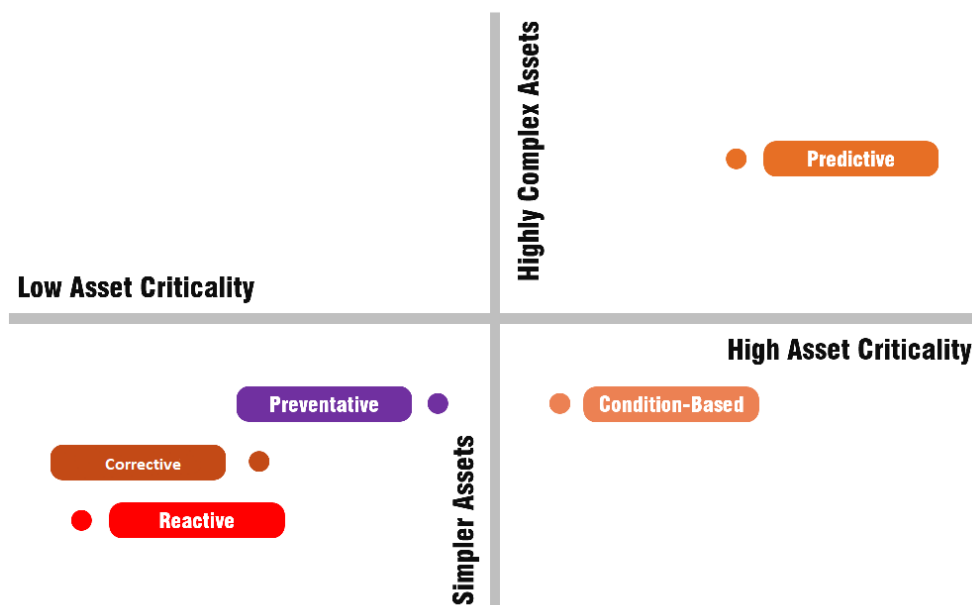 Highly Complex Assets
Predictive
Low Asset Criticality
High Asset Criticality
Preventative
Condition-Based
Corrective
Reactive
Simpler Assets